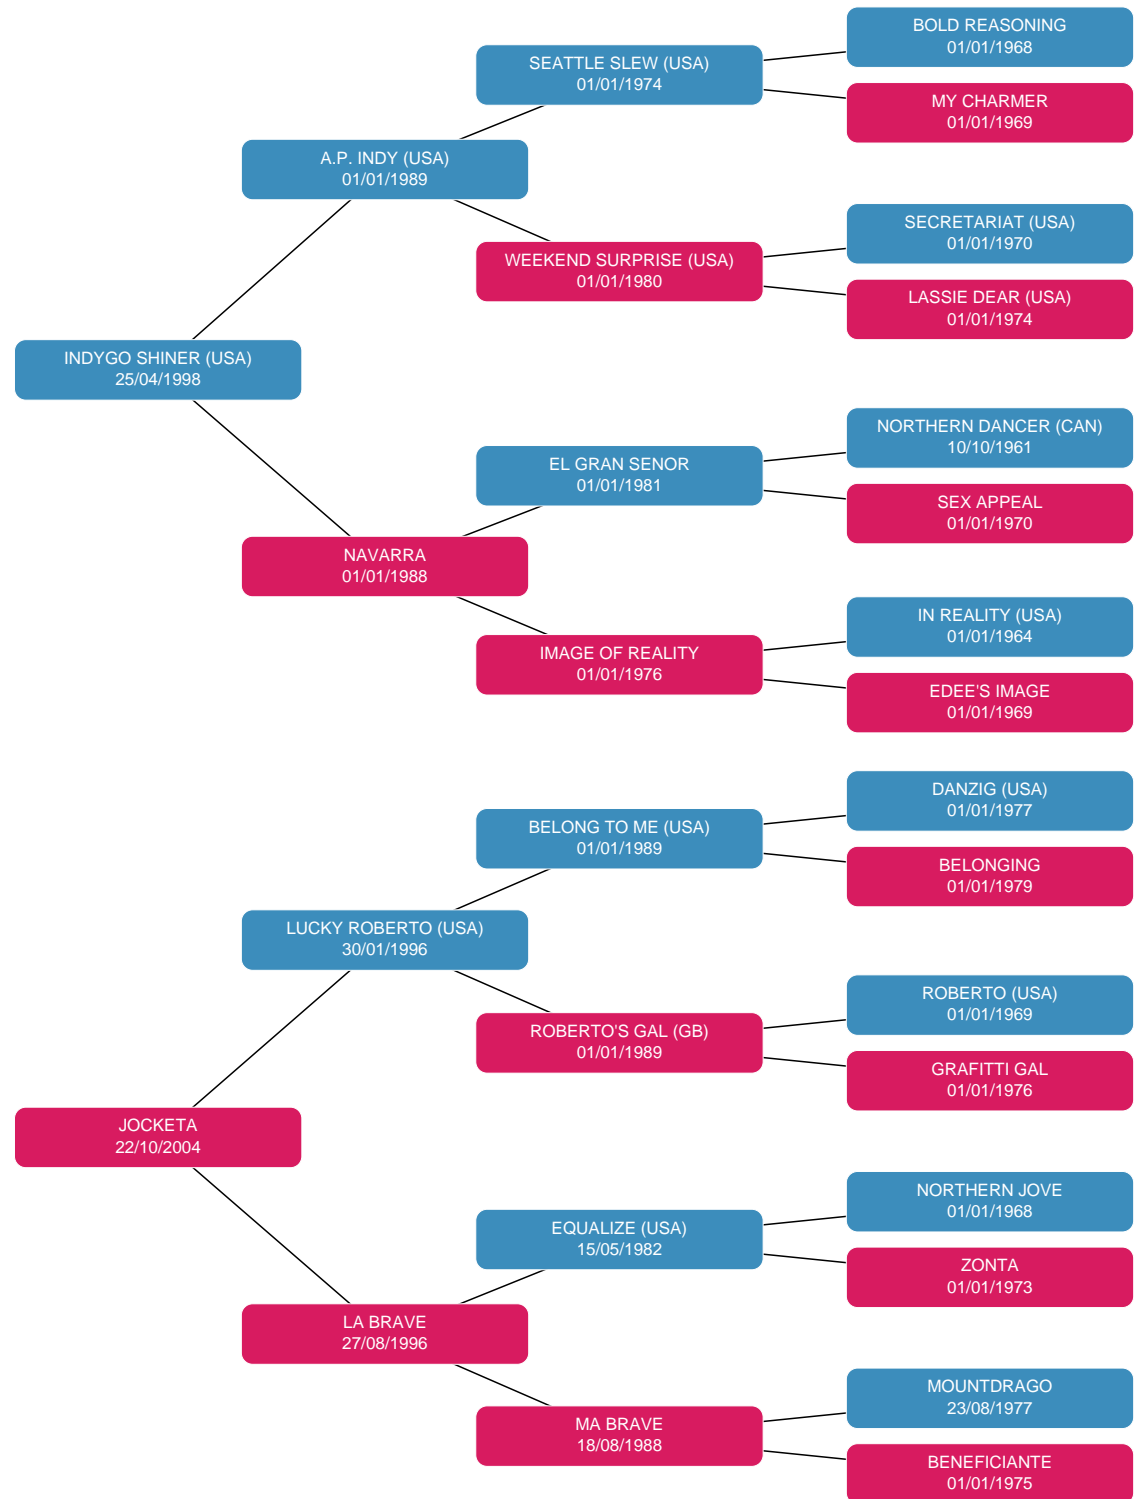 BOLD REASONING
01/01/1968
SEATTLE SLEW (USA)
01/01/1974
MY CHARMER
01/01/1969
A.P. INDY (USA)
01/01/1989
SECRETARIAT (USA)
01/01/1970
WEEKEND SURPRISE (USA)
01/01/1980
LASSIE DEAR (USA)
01/01/1974
INDYGO SHINER (USA)
25/04/1998
NORTHERN DANCER (CAN)
10/10/1961
EL GRAN SENOR
01/01/1981
SEX APPEAL
01/01/1970
NAVARRA
01/01/1988
IN REALITY (USA)
01/01/1964
IMAGE OF REALITY
01/01/1976
EDEE'S IMAGE
01/01/1969
DANZIG (USA)
01/01/1977
BELONG TO ME (USA)
01/01/1989
BELONGING
01/01/1979
LUCKY ROBERTO (USA)
30/01/1996
ROBERTO (USA)
01/01/1969
ROBERTO'S GAL (GB)
01/01/1989
GRAFITTI GAL
01/01/1976
JOCKETA
22/10/2004
NORTHERN JOVE
01/01/1968
EQUALIZE (USA)
15/05/1982
ZONTA
01/01/1973
LA BRAVE
27/08/1996
MOUNTDRAGO
23/08/1977
MA BRAVE
18/08/1988
BENEFICIANTE
01/01/1975